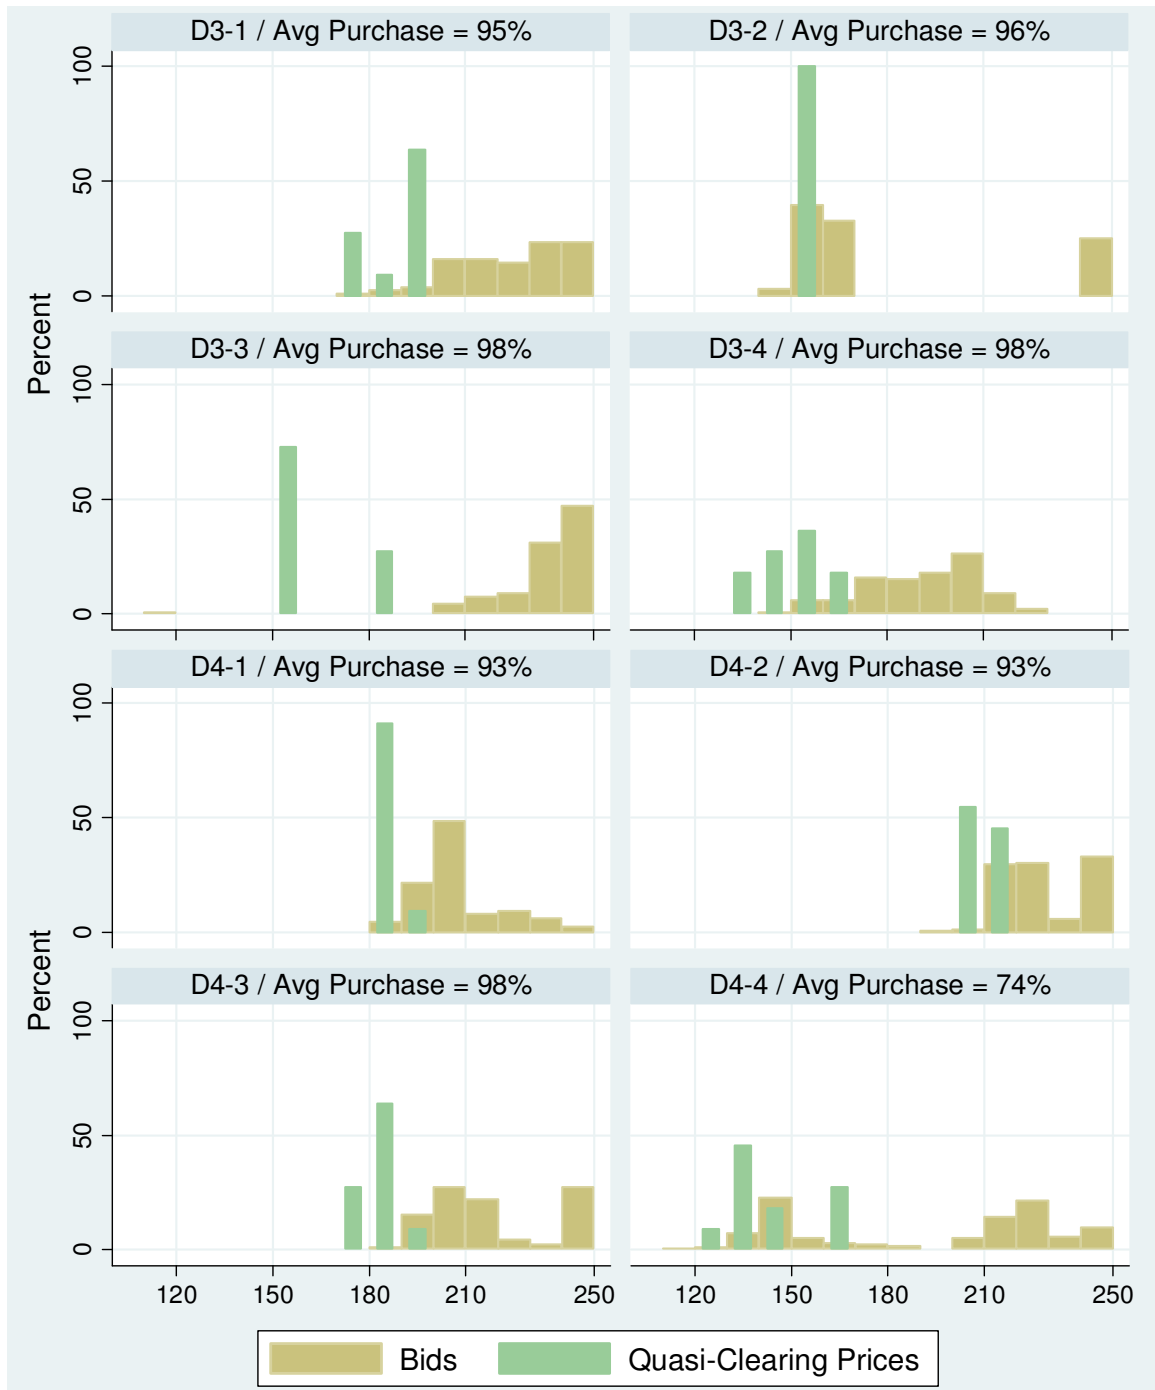 D3-1 / Avg Purchase = 95%
D3-2 / Avg Purchase = 96%
100
50
0
D3-3 / Avg Purchase = 98%
D3-4 / Avg Purchase = 98%
100
50
0
Percent
D4-1 / Avg Purchase = 93%
D4-2 / Avg Purchase = 93%
100
50
0
D4-3 / Avg Purchase = 98%
D4-4 / Avg Purchase = 74%
100
50
0
Percent
120 150 180 210 250
120 150 180 210 250
Bids
Quasi-Clearing Prices